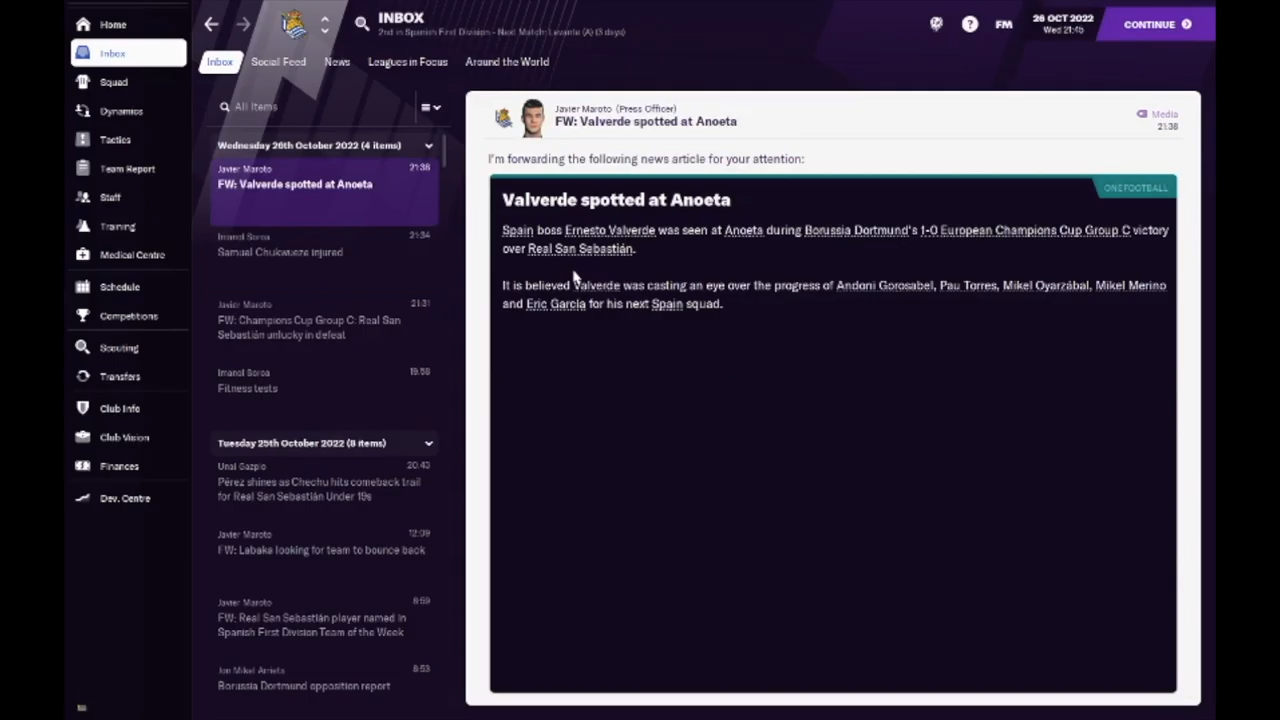 Home
Inbox
Squad
Dynamics
Tactics
Team Report
Staff
Training
Medical Centre
Schedule
Competitions
Scouting
Transfers
Club Info
Club Vision
Finances
Dev. Centre
INBOX
2nd in Spanish First Division - Next Match: Levante (A) (3 days)
FM
26 OCT 2022
Wed 21:45
CONTINUE
Inbox
Social Feed
News
Leagues in Focus
Around the World
All Items
Wednesday 26th October 2022 (4 items)
Javier Maroto 21:38
FW: Valverde spotted at Anoeta
Imanol Soroa 21:34
Samuel Chukwueze injured
Javier Maroto 21:31
FW: Champions Cup Group C: Real San
Sebastián unlucky in defeat
Imanol Soroa 19:58
Fitness tests
Tuesday 25th October 2022 (8 items)
Unai Gazpio 20:43
Pérez shines as Chechu hits comeback trail
for Real San Sebastián Under 19s
Javier Maroto 12:09
FW: Labaka looking for team to bounce back
Javier Maroto 8:59
FW: Real San Sebastián player named in
Spanish First Division Team of the Week
Jon Mikel Arrieta 8:53
Borussia Dortmund opposition report
Javier Maroto (Press Officer)
FW: Valverde spotted at Anoeta
Media
21:38
I'm forwarding the following news article for your attention:
ONEFOOTBALL
Valverde spotted at Anoeta
Spain boss Ernesto Valverde was seen at Anoeta during Borussia Dortmund's 1-0 European Champions Cup Group C victory
over Real San Sebastián.
It is believed Valverde was casting an eye over the progress of Andoni Gorosabel, Pau Torres, Mikel Oyarzábal, Mikel Merino
and Eric García for his next Spain squad.